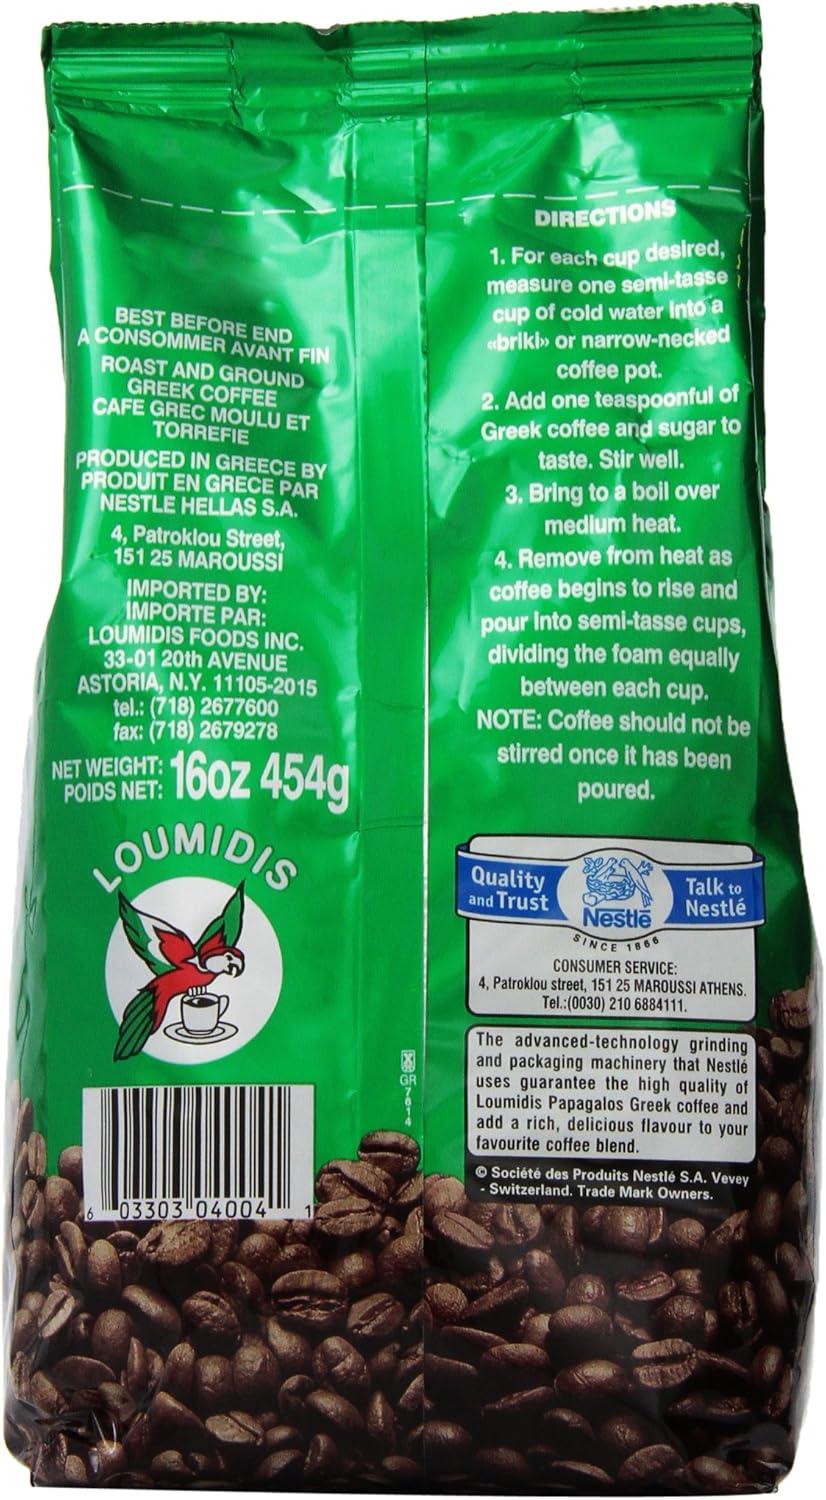 BEST BEFORE END
A CONSOMMER AVANT FIN
ROAST AND GROUND
GREEK COFFEE
CAFE GREC MOULU ET
TORREFIE
PRODUCED IN GREECE BY
PRODUIT EN GRECE PAR
NESTLE HELLAS S.A.
4, Patroklou Street,
151 25 MAROUSSI
IMPORTED BY:
IMPORTE PAR:
LOUMIDIS FOODS INC.
33-01 20th AVENUE
ASTORIA, N.Y. 11105-2015
tel.: (718) 2677600
fax: (718) 2679278
NET WEIGHT: 16oz 454g
POIDS NET:
LOUMIDIS
6 03303 04004 1
GR
7614
DIRECTIONS
1. For each cup desired,
measure one semi-tasse
cup of cold water into a
«briki» or narrow-necked
coffee pot.
2. Add one teaspoonful of
Greek coffee and sugar to
taste. Stir well.
3. Bring to a boil over
medium heat.
4. Remove from heat as
coffee begins to rise and
pour into semi-tasse cups,
dividing the foam equally
between each cup.
NOTE: Coffee should not be
stirred once it has been
poured.
Quality
and Trust
Nestlé
Talk to
Nestlé
SINCE 1866
CONSUMER SERVICE:
4, Patroklou street, 151 25 MAROUSSI ATHENS.
Tel.:(0030) 210 6884111.
The advanced-technology grinding
and packaging machinery that Nestlé
uses guarantee the high quality of
Loumidis Papagalos Greek coffee and
add a rich, delicious flavour to your
favourite coffee blend.
© Société des Produits Nestlé S.A. Vevey
- Switzerland. Trade Mark Owners.